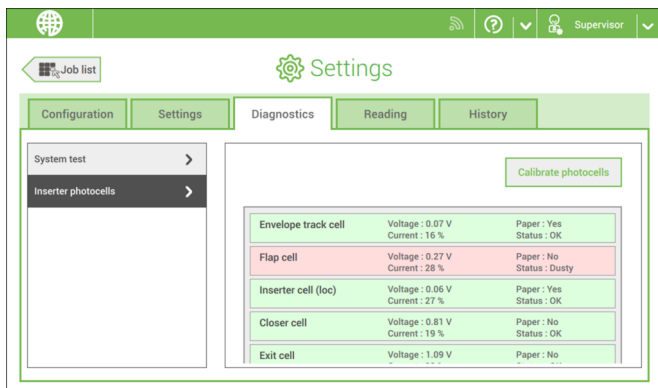 Supervisor
Job list
Settings
Configuration
Settings
Diagnostics
Reading
History
System test
Inserter photocells
Calibrate photocells
Envelope track cell Voltage : 0.07 V Paper : Yes
Current : 16 % Status : OK
Flap cell Voltage : 0.27 V Paper : No
Current : 28 % Status : Dusty
Inserter cell (loc) Voltage : 0.06 V Paper : Yes
Current : 27 % Status : OK
Closer cell Voltage : 0.81 V Paper : No
Current : 19 % Status : OK
Exit cell Voltage : 1.09 V Paper : No